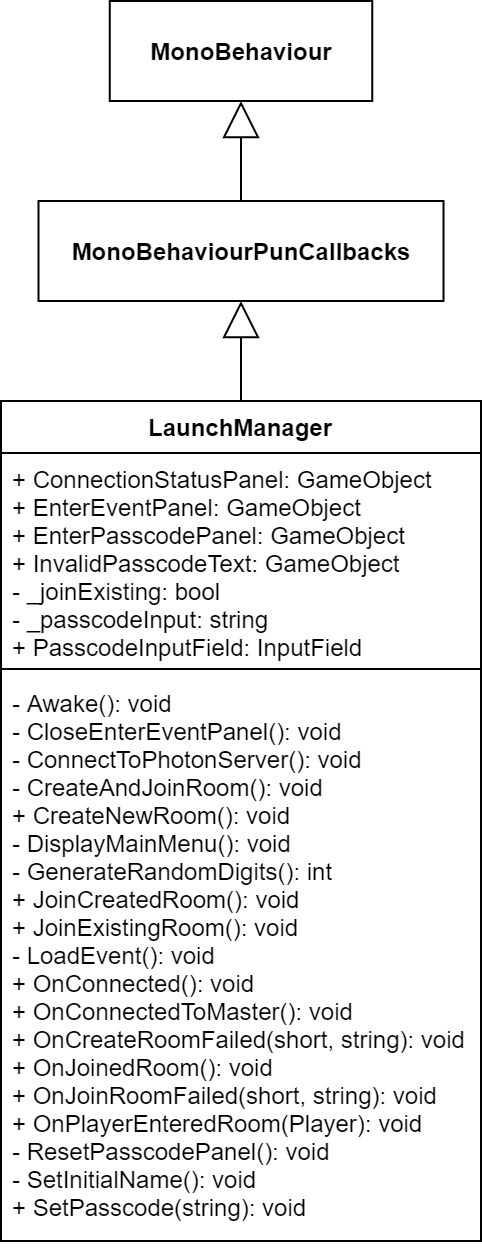 MonoBehaviour
MonoBehaviourPunCallbacks
LaunchManager
+ ConnectionStatusPanel: GameObject
+ EnterEventPanel: GameObject
+ EnterPasscodePanel: GameObject
+ InvalidPasscodeText: GameObject
- _joinExisting: bool
- _passcodeInput: string
+ PasscodeInputField: InputField
- Awake(): void
- CloseEnterEventPanel(): void
- ConnectToPhotonServer(): void
- CreateAndJoinRoom(): void
+ CreateNewRoom(): void
- DisplayMainMenu(): void
- GenerateRandomDigits(): int
+ JoinCreatedRoom(): void
+ JoinExistingRoom(): void
- LoadEvent(): void
+ OnConnected(): void
+ OnConnectedToMaster(): void
+ OnCreateRoomFailed(short, string): void
+ OnJoinedRoom(): void
+ OnJoinRoomFailed(short, string): void
+ OnPlayerEnteredRoom(Player): void
- ResetPasscodePanel(): void
- SetInitialName(): void
+ SetPasscode(string): void